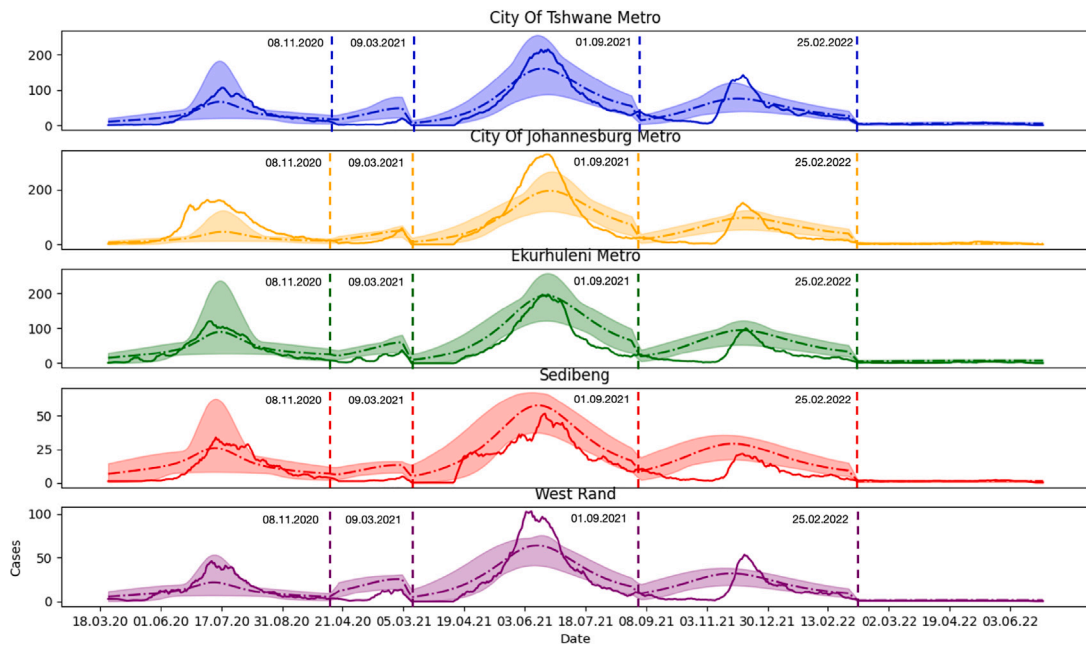 City Of Tshwane Metro
200
100
0
08.11.2020 09.03.2021 01.09.2021 25.02.2022
City Of Johannesburg Metro
200
0
08.11.2020 09.03.2021 01.09.2021 25.02.2022
Ekurhuleni Metro
200
100
0
08.11.2020 09.03.2021 01.09.2021 25.02.2022
Sedibeng
50
25
0
08.11.2020 09.03.2021 01.09.2021 25.02.2022
West Rand
100
50
0
08.11.2020 09.03.2021 01.09.2021 25.02.2022
Cases
18.03.20 01.06.20 17.07.20 31.08.20 21.04.20 05.03.21 19.04.21 03.06.21 18.07.21 08.09.21 03.11.21 30.12.21 13.02.22 02.03.22 19.04.22 03.06.22
Date